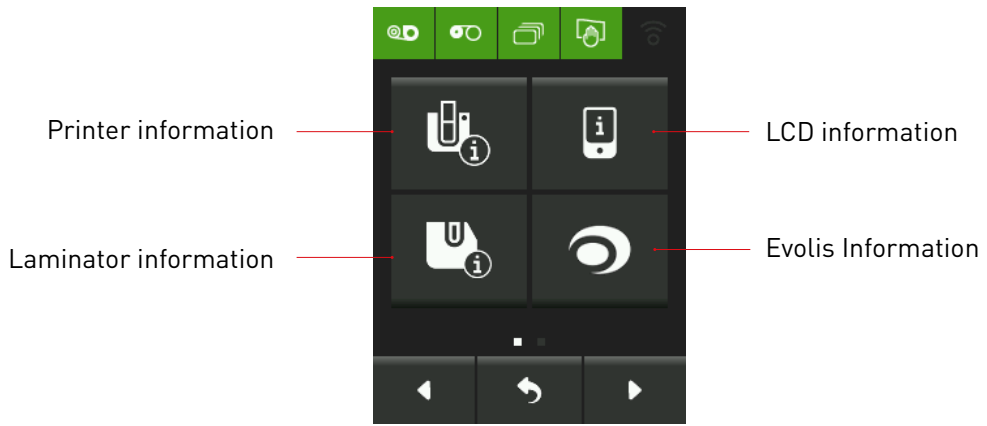 Printer information
LCD information
Laminator information
Evolis Information